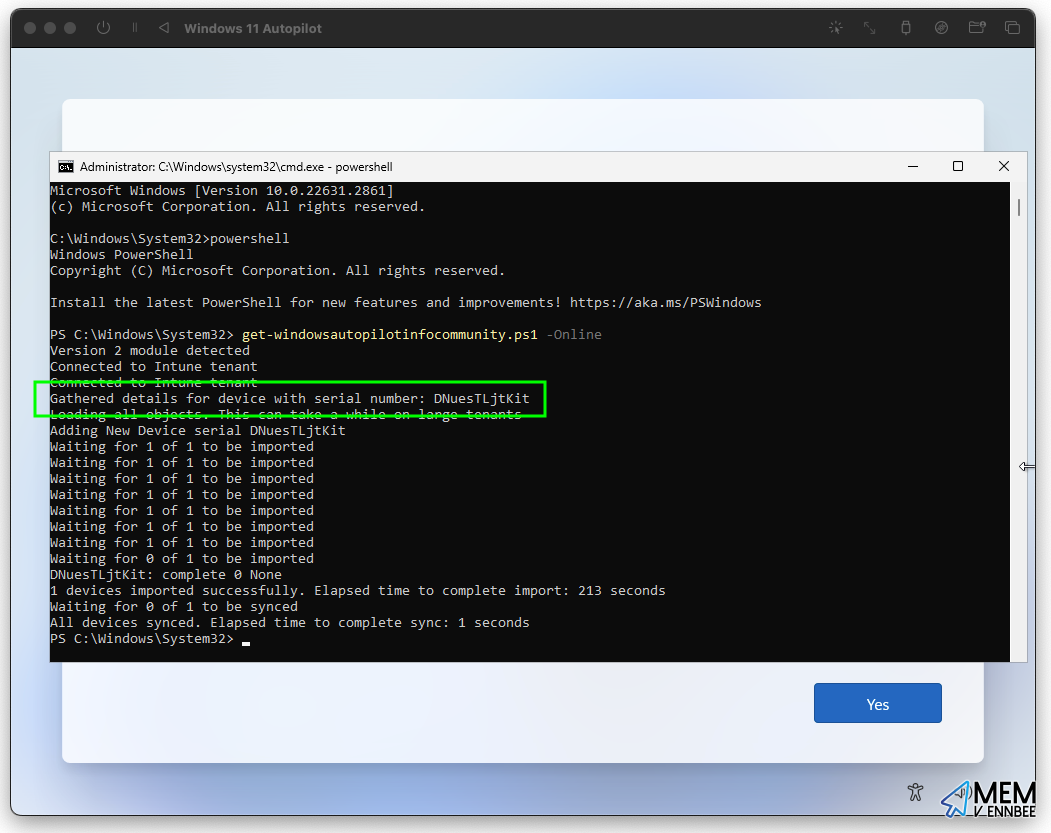 Windows 11 Autopilot
Administrator: C:\Windows\system32\cmd.exe - powershell
Microsoft Windows [Version 10.0.22631.2861]
(c) Microsoft Corporation. All rights reserved.
C:\Windows\System32>powershell
Windows PowerShell
Copyright (C) Microsoft Corporation. All rights reserved.
Install the latest PowerShell for new features and improvements! https://aka.ms/PSWindows
PS C:\Windows\System32> get-windowsautopilotinfocommunity.ps1 -Online
Version 2 module detected
Connected to Intune tenant
Connected to Intune tenant
Gathered details for device with serial number: DNuesTLjtKit
Loading all objects. This can take a while on large tenants
Adding New Device serial DNuesTLjtKit
Waiting for 1 of 1 to be imported
Waiting for 1 of 1 to be imported
Waiting for 1 of 1 to be imported
Waiting for 1 of 1 to be imported
Waiting for 1 of 1 to be imported
Waiting for 1 of 1 to be imported
Waiting for 1 of 1 to be imported
Waiting for 0 of 1 to be imported
DNuesTLjtKit: complete 0 None
1 devices imported successfully. Elapsed time to complete import: 213 seconds
Waiting for 0 of 1 to be synced
All devices synced. Elapsed time to complete sync: 1 seconds
PS C:\Windows\System32>
Yes
MEM
V ENNBEE